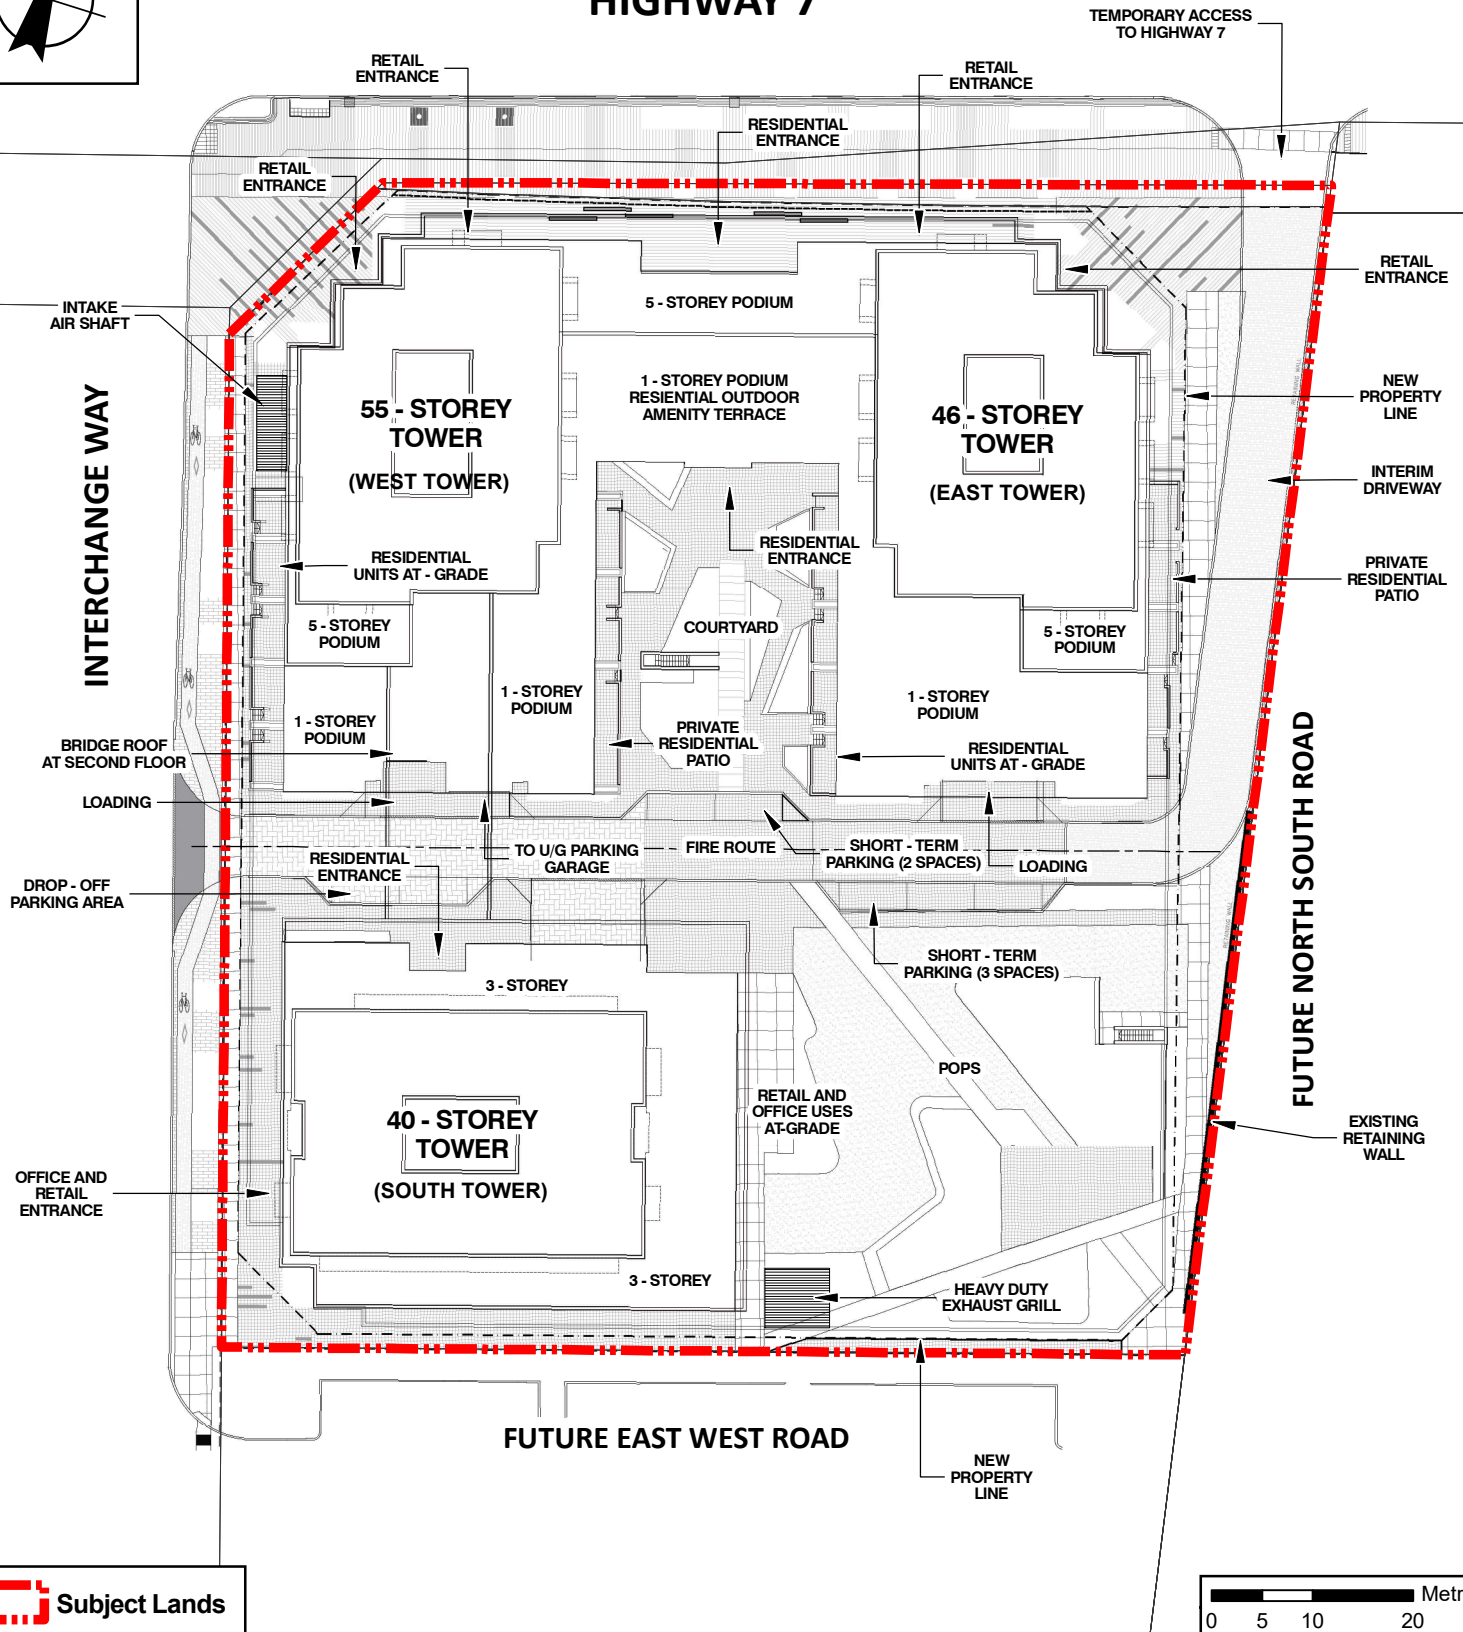 HIGHWAY 7
TEMPORARY ACCESS
TO HIGHWAY 7
RETAIL
ENTRANCE
RETAIL
ENTRANCE
RESIDENTIAL
ENTRANCE
RETAIL
ENTRANCE
RETAIL
ENTRANCE
INTAKE
AIR SHAFT
5 - STOREY PODIUM
1 - STOREY PODIUM
RESIENTIAL OUTDOOR
AMENITY TERRACE
55 - STOREY
TOWER
(WEST TOWER)
46 - STOREY
TOWER
(EAST TOWER)
NEW
PROPERTY
LINE
INTERIM
DRIVEWAY
INTERCHANGE WAY
RESIDENTIAL
UNITS AT - GRADE
RESIDENTIAL
ENTRANCE
PRIVATE
RESIDENTIAL
PATIO
5 - STOREY
PODIUM
COURTYARD
5 - STOREY
PODIUM
1 - STOREY
PODIUM
1 - STOREY
PODIUM
1 - STOREY
PODIUM
PRIVATE
RESIDENTIAL
PATIO
RESIDENTIAL
UNITS AT - GRADE
BRIDGE ROOF
AT SECOND FLOOR
LOADING
FUTURE NORTH SOUTH ROAD
RESIDENTIAL
ENTRANCE
TO U/G PARKING
GARAGE
FIRE ROUTE
SHORT - TERM
PARKING (2 SPACES)
LOADING
DROP - OFF
PARKING AREA
3 - STOREY
SHORT - TERM
PARKING (3 SPACES)
POPS
RETAIL AND
OFFICE USES
AT-GRADE
40 - STOREY
TOWER
(SOUTH TOWER)
EXISTING
RETAINING
WALL
OFFICE AND
RETAIL
ENTRANCE
3 - STOREY
HEAVY DUTY
EXHAUST GRILL
FUTURE EAST WEST ROAD
NEW
PROPERTY
LINE
Subject Lands
Metr
0 5 10 20